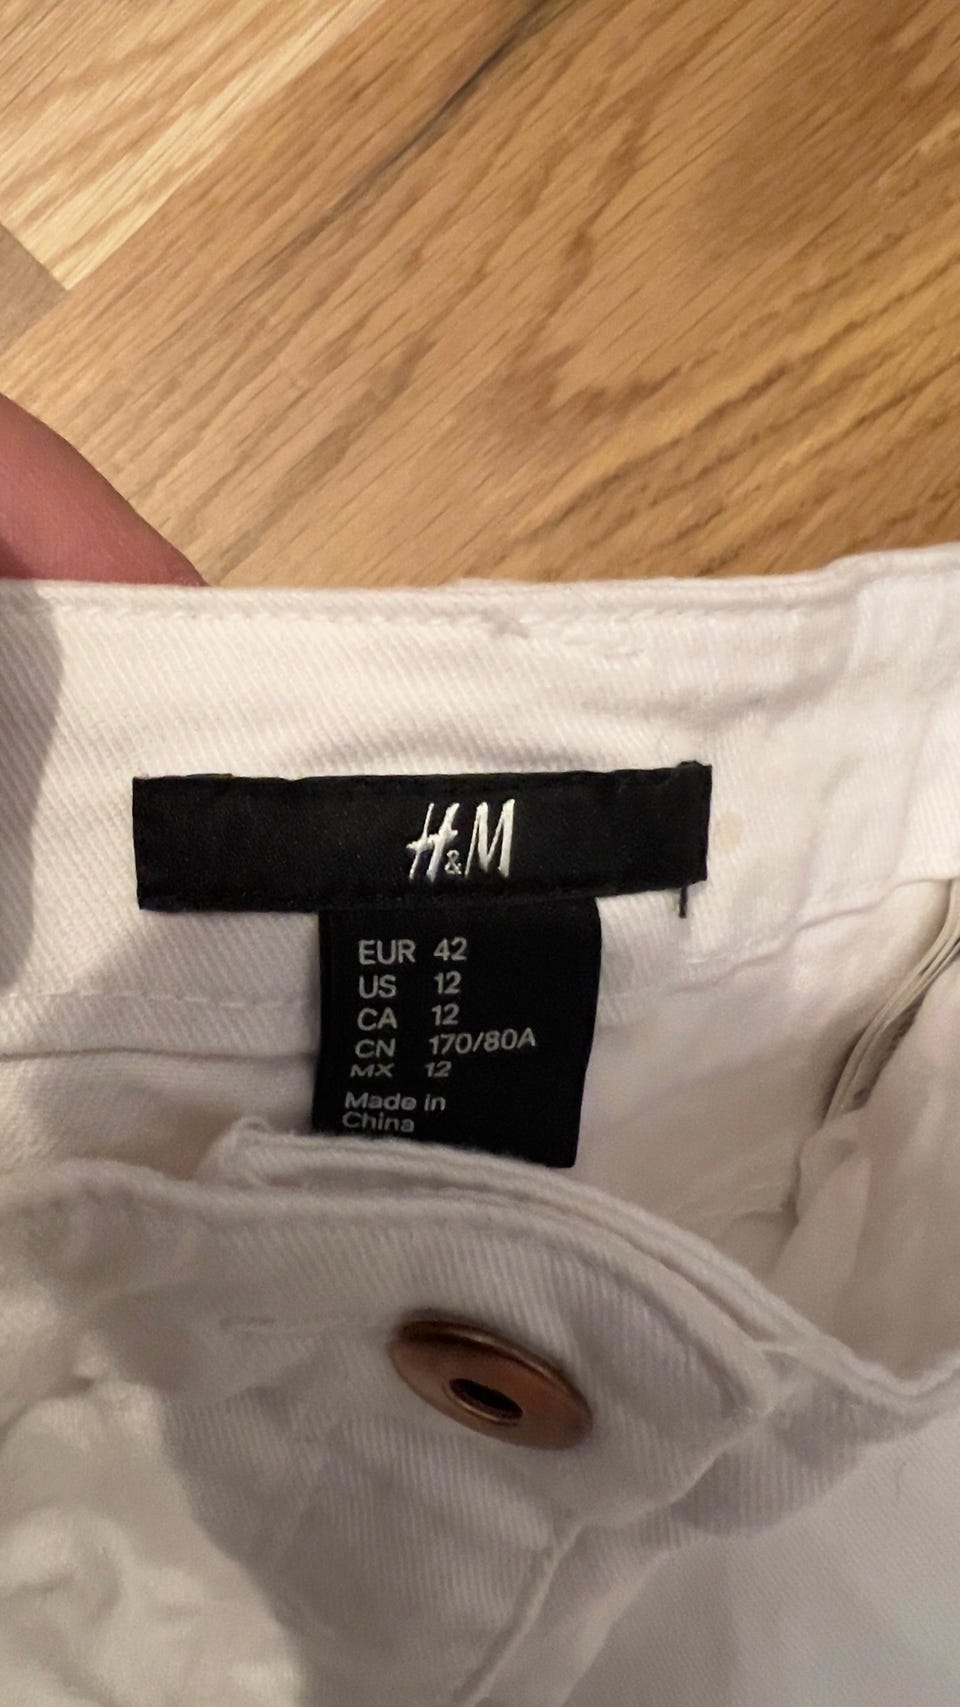 H&M
EUR 42
US 12
CA 12
CN 170/80A
MX 12
Made in
China